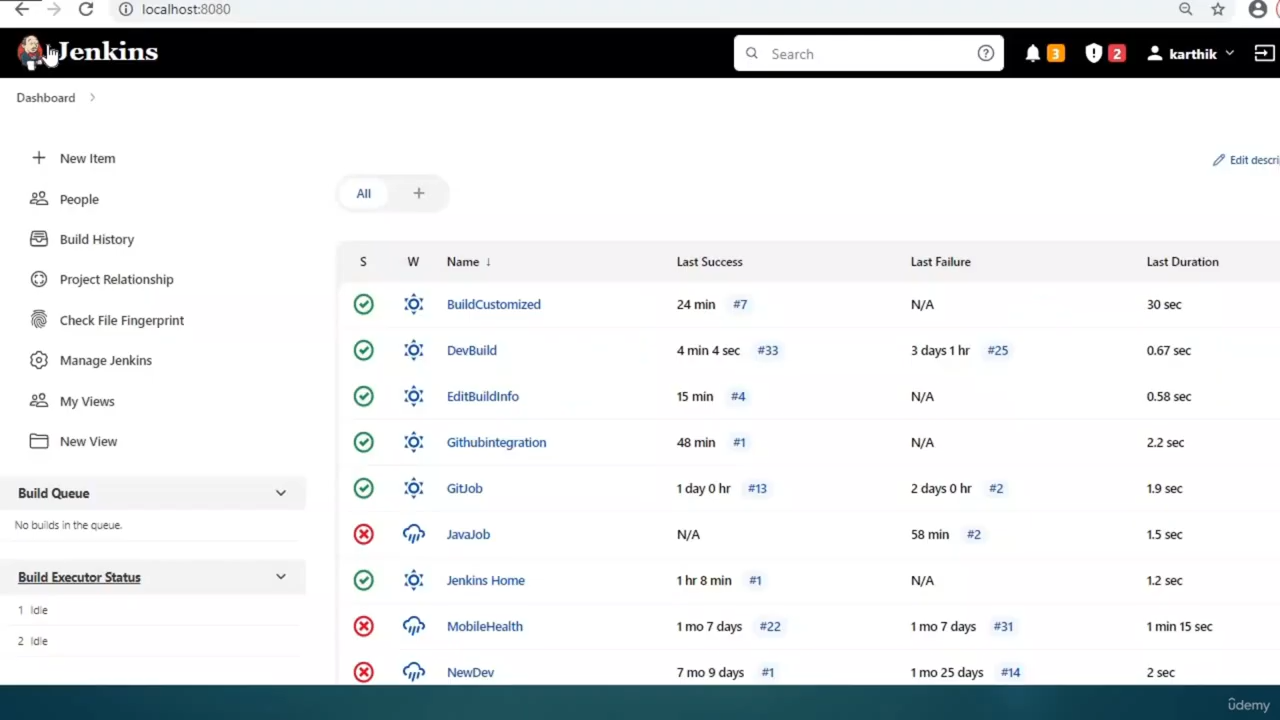 localhost:8080
Jenkins
Search
3
2
karthik
Dashboard
New Item
People
Build History
Project Relationship
Check File Fingerprint
Manage Jenkins
My Views
New View
Build Queue
No builds in the queue.
Build Executor Status
1 Idle
2 Idle
Edit descri
All +
S W Name ↓ Last Success Last Failure Last Duration
BuildCustomized 24 min #7 N/A 30 sec
DevBuild 4 min 4 sec #33 3 days 1 hr #25 0.67 sec
EditBuildInfo 15 min #4 N/A 0.58 sec
Githubintegration 48 min #1 N/A 2.2 sec
GitJob 1 day 0 hr #13 2 days 0 hr #2 1.9 sec
JavaJob N/A 58 min #2 1.5 sec
Jenkins Home 1 hr 8 min #1 N/A 1.2 sec
MobileHealth 1 mo 7 days #22 1 mo 7 days #31 1 min 15 sec
NewDev 7 mo 9 days #1 1 mo 25 days #14 2 sec
ûdemy